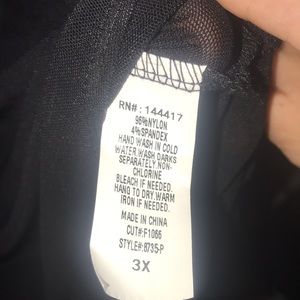 RN#: 144417
96%NYLON
4%SPANDEX
HAND WASH IN COLD
WATER WASH DARKS
SEPARATELY.NON-
CHLORINE
BLEACH IF NEEDED.
HANG TO DRY.WARM
IRON IF NEEDED.
MADE IN CHINA
CUT#:F1066
STYLE#:8735-P
3X